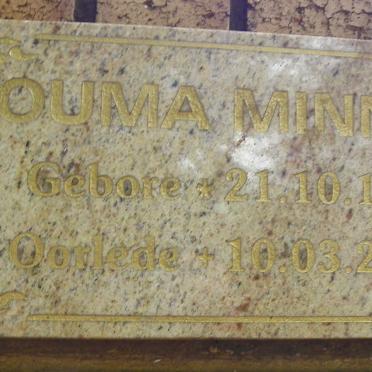 OUMA MINN
Gebore * 21.10.1
Oorlede + 10.03.2